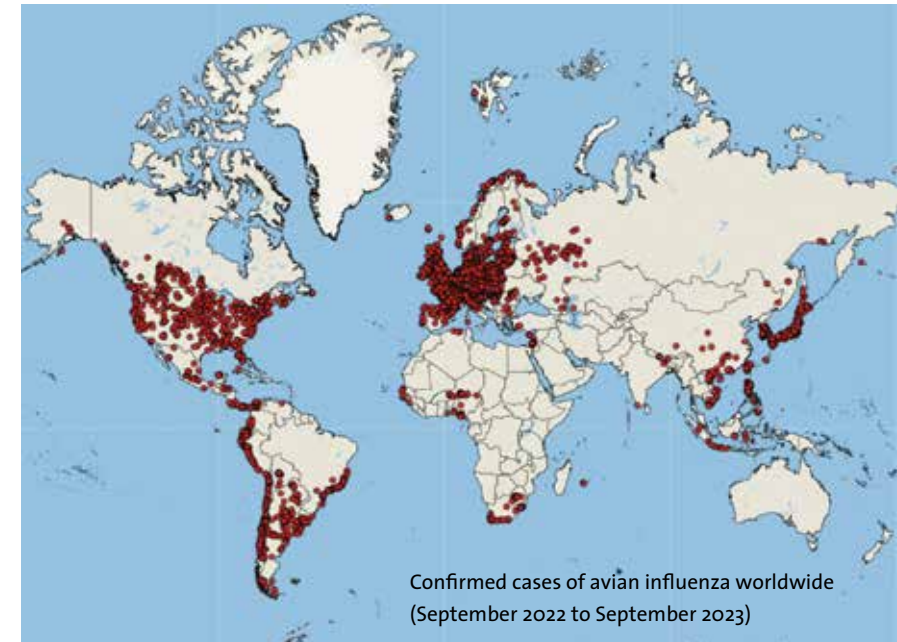 Confirmed cases of avian influenza worldwide
(September 2022 to September 2023)